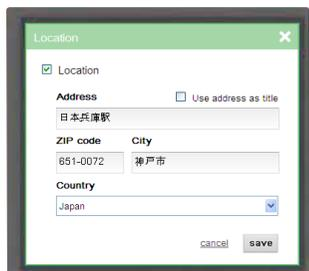 Location
Location
Address
Use address as title
日本兵庫駅
ZIP code City
651-0072 神戸市
Country
Japan
cancel save